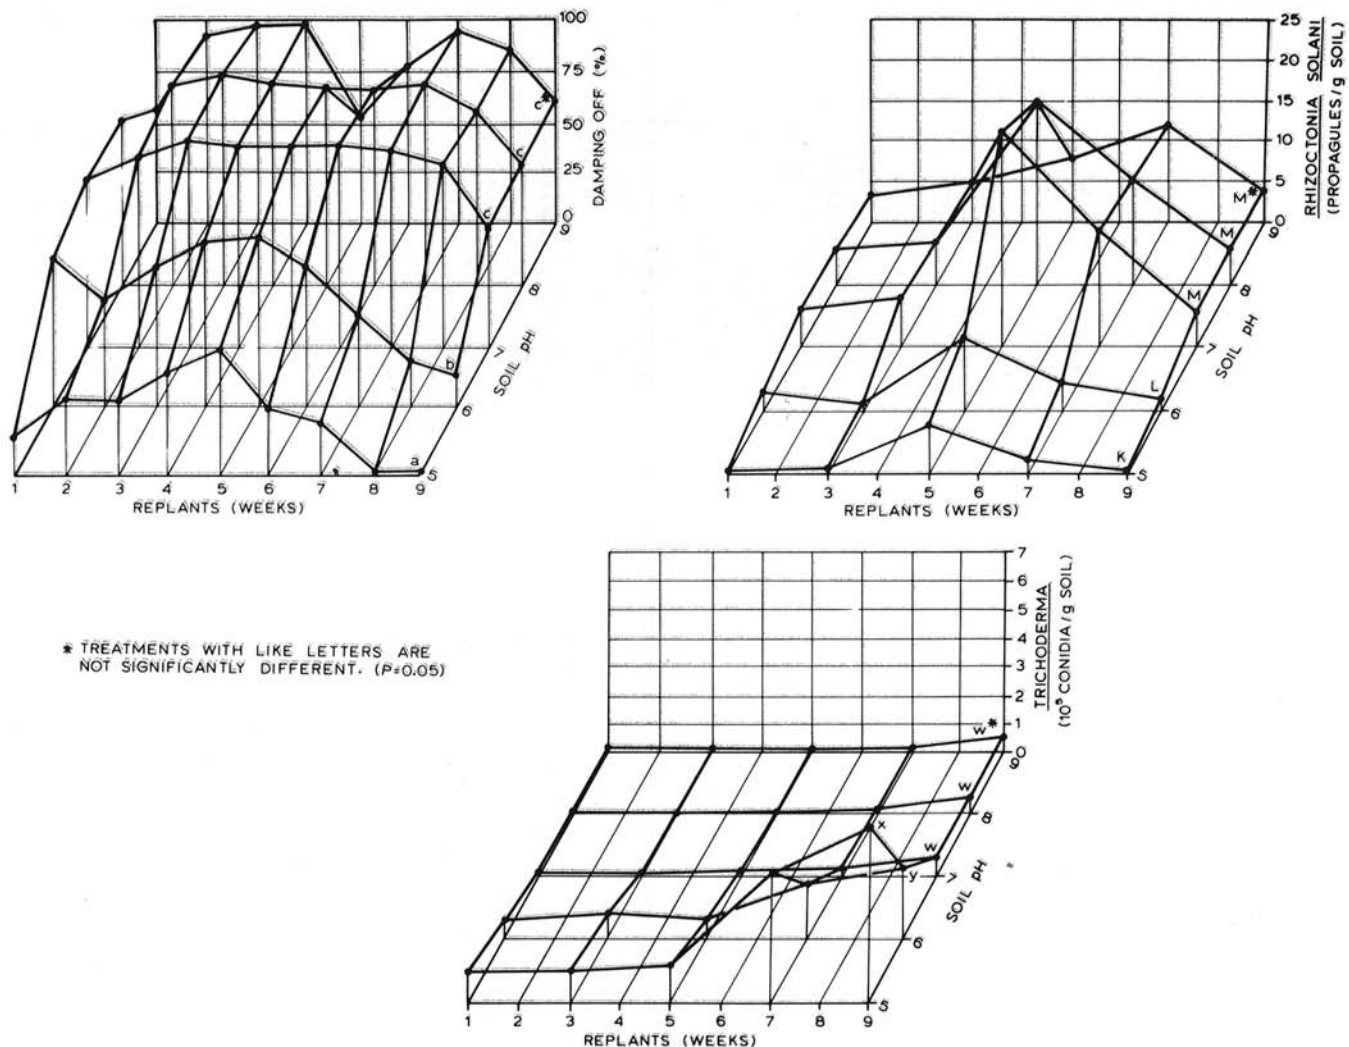 100
75
50
25
0
DAMPING OFF (%)
9
8
7
6
5
SOIL pH
c*
c
c
b
a
1 2 3 4 5 6 7 8 9
REPLANTS (WEEKS)
25
20
15
10
5
0
RHIZOCTONIA SOLANI
(PROPAGULES/g SOIL)
9
8
7
6
5
SOIL pH
M*
M
M
L
K
1 2 3 4 5 6 7 8 9
REPLANTS (WEEKS)
* TREATMENTS WITH LIKE LETTERS ARE
NOT SIGNIFICANTLY DIFFERENT. (P=0.05)
7
6
5
4
3
2
1
0
TRICHODERMA
(10⁵ CONIDIA/g SOIL)
9
8
7
6
5
SOIL pH
w*
w
w
x
y
1 2 3 4 5 6 7 8 9
REPLANTS (WEEKS)